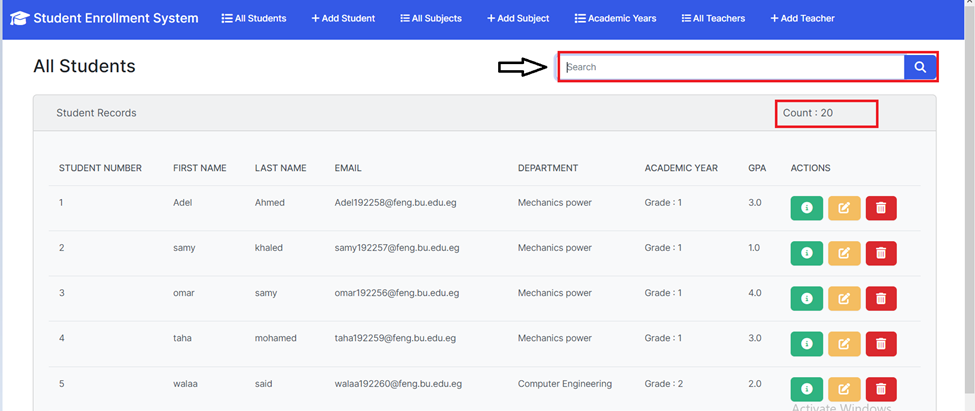 Student Enrollment System All Students + Add Student All Subjects + Add Subject Academic Years All Teachers + Add Teacher
All Students Search
Student Records Count : 20
STUDENT NUMBER FIRST NAME LAST NAME EMAIL DEPARTMENT ACADEMIC YEAR GPA ACTIONS
1 Adel Ahmed Adel192258@feng.bu.edu.eg Mechanics power Grade : 1 3.0
2 samy khaled samy192257@feng.bu.edu.eg Mechanics power Grade : 1 1.0
3 omar samy omar192256@feng.bu.edu.eg Mechanics power Grade : 1 4.0
4 taha mohamed taha192259@feng.bu.edu.eg Mechanics power Grade : 1 3.0
5 walaa said walaa192260@feng.bu.edu.eg Computer Engineering Grade : 2 2.0
Activate Windows